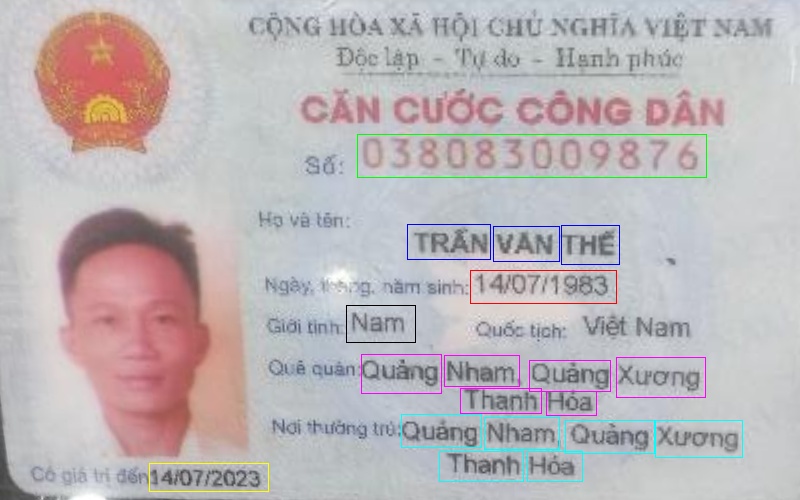 CỘNG HÒA XÃ HỘI CHỦ NGHĨA VIỆT NAM
Độc lập - Tự do - Hạnh phúc
CĂN CƯỚC CÔNG DÂN
Số: 038083009876
Họ và tên:
TRẦN VĂN THẾ
Ngày, tháng, năm sinh: 14/07/1983
Giới tính: Nam Quốc tịch: Việt Nam
Quê quán: Quảng Nham, Quảng Xương
Thanh Hóa
Nơi thường trú: Quảng Nham, Quảng Xương
Thanh Hóa
Có giá trị đến 14/07/2023